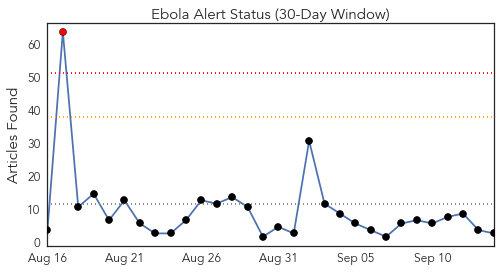 Ebola Alert Status (30-Day Window)
Articles Found
60
50
40
30
20
10
0
Aug 16 Aug 21 Aug 26 Aug 31 Sep 05 Sep 10